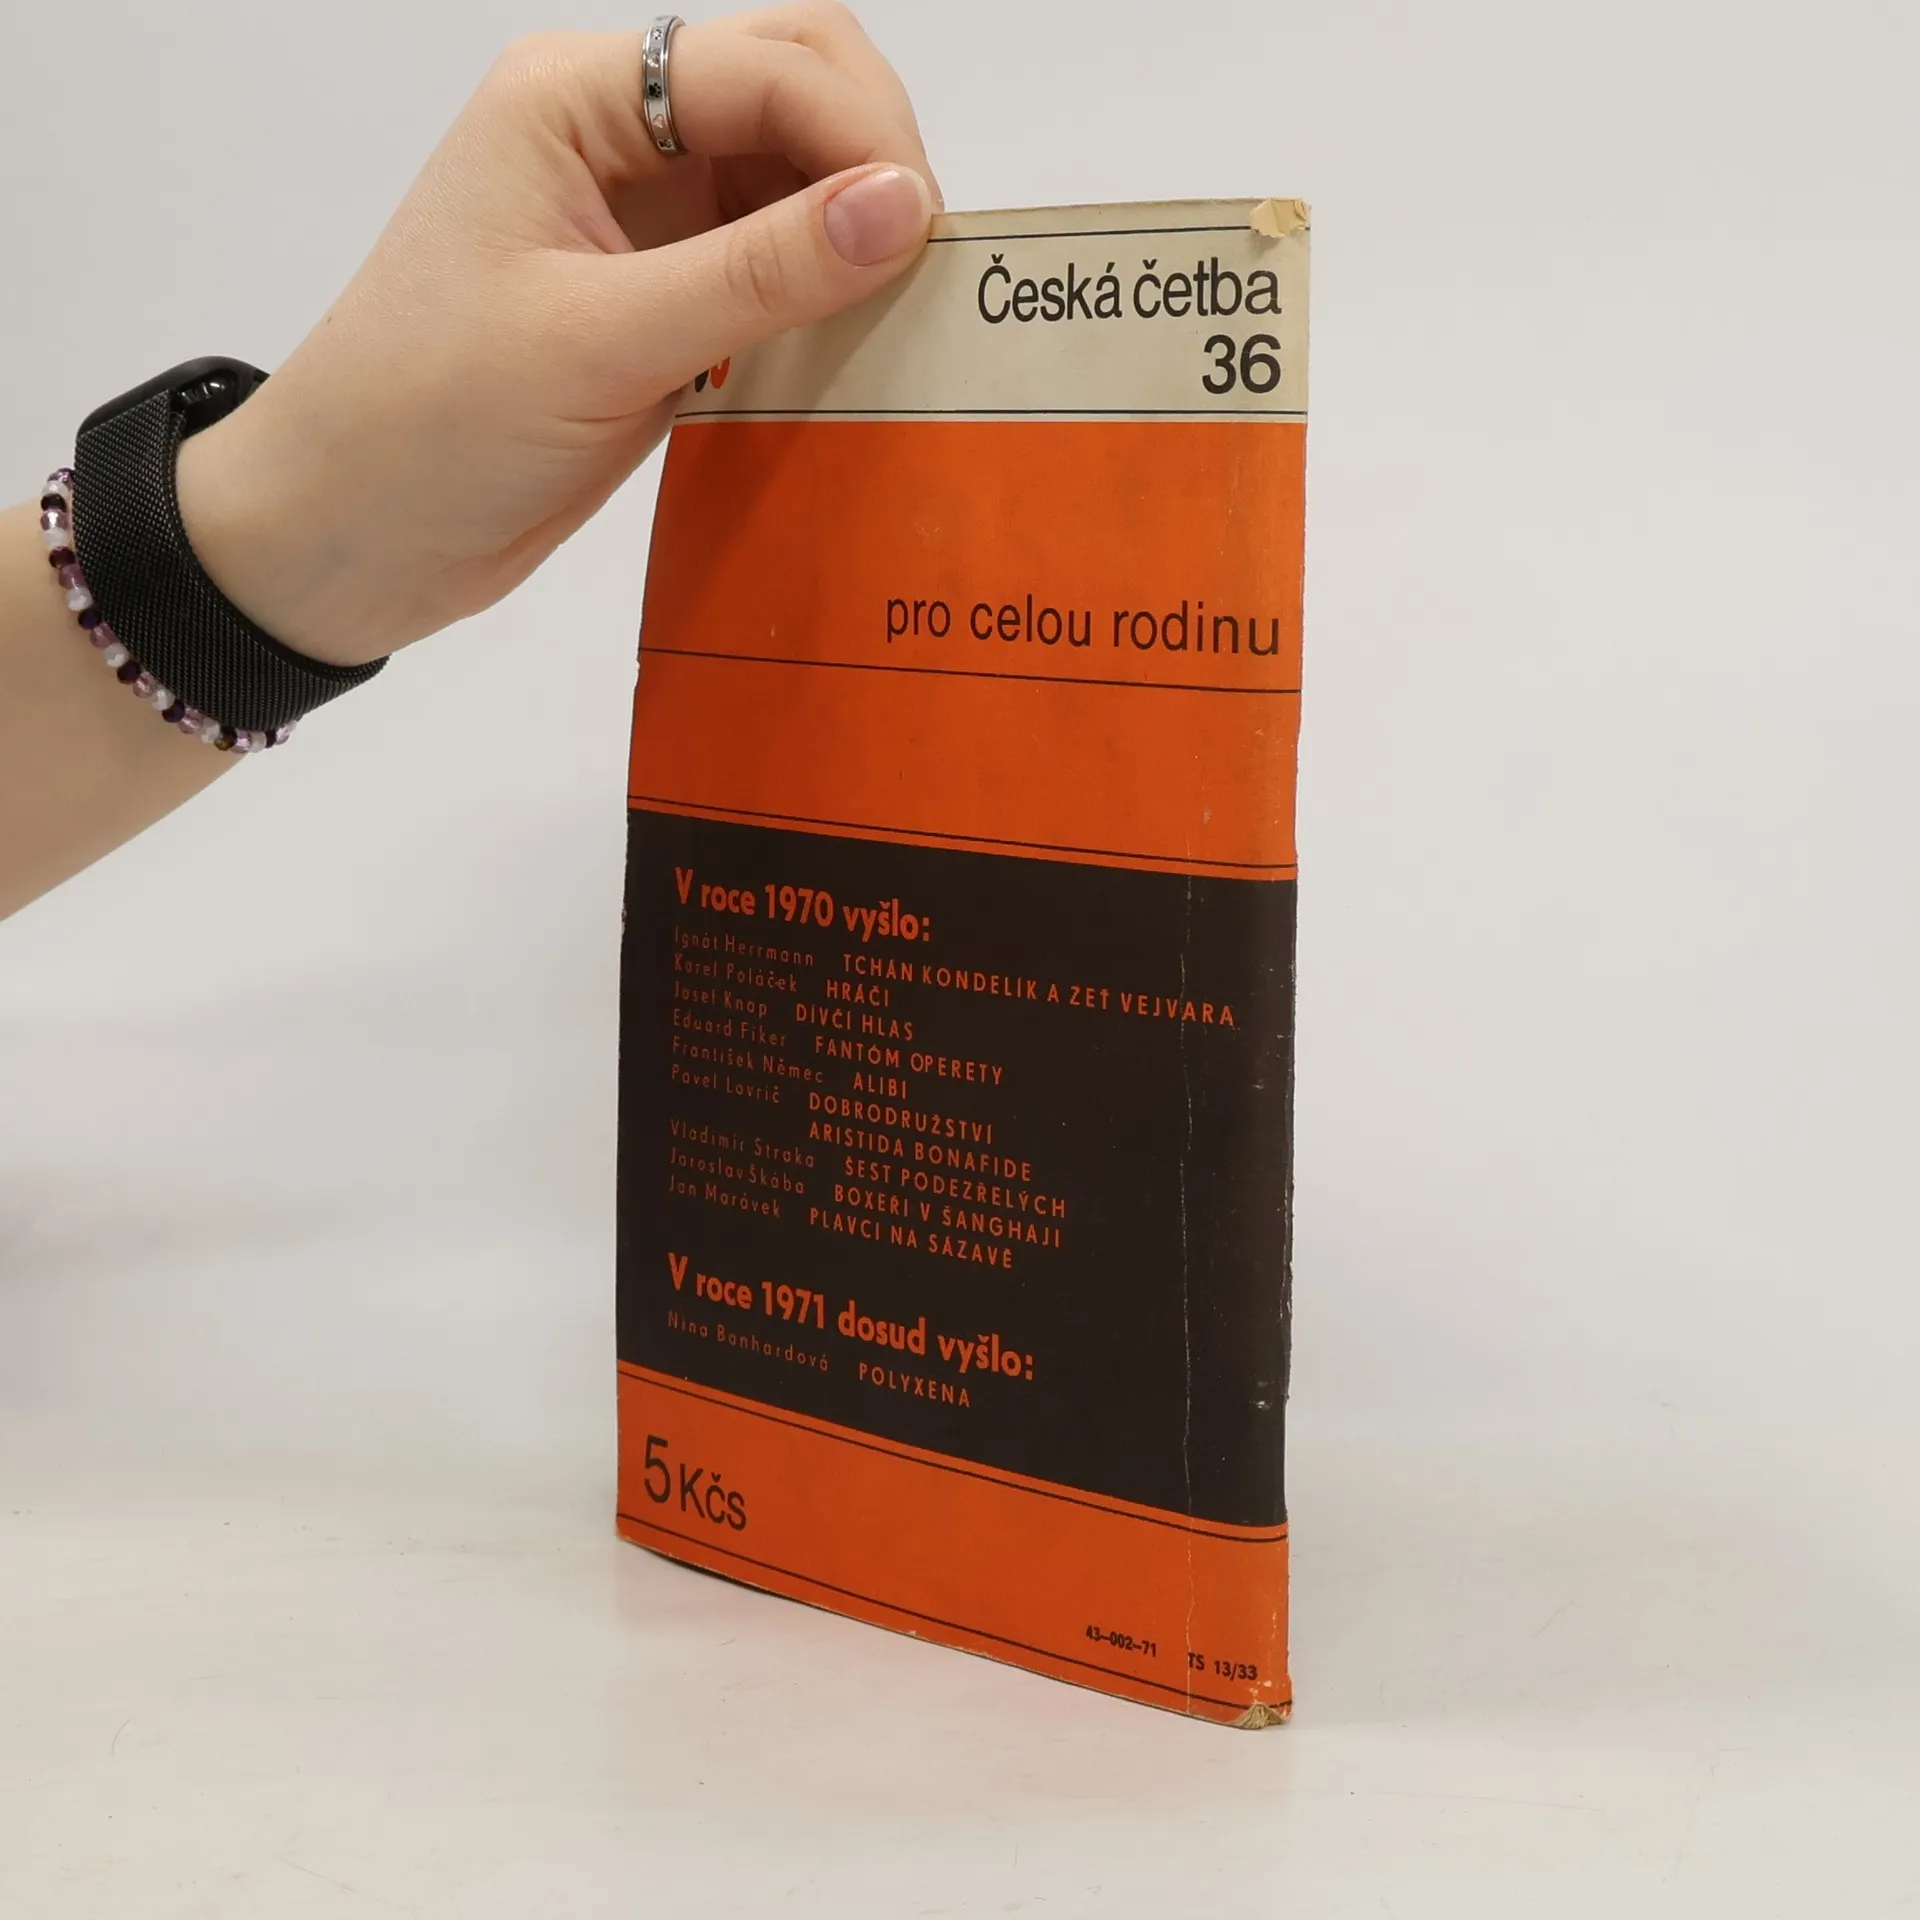 Česká četba
36
pro celou rodinu
V roce 1970 vyšlo:
Ignát Herrmann TCHÁN KONDELÍK A ZEŤ VEJVARA
Karel Poláček HRÁČI
Josef Knap DÍVČÍ HLAS
Eduard Fiker FANTÓM OPERETY
František Němec ALIBI
Pavel Lovrič DOBRODRUŽSTVÍ
ARISTIDA BONAFIDE
Vladimír Straka ŠEST PODEZŘELÝCH
Jaroslav Škába BOXEŘI V ŠANGHAJI
Jan Marávek PLAVCI NA SÁZAVĚ
V roce 1971 dosud vyšlo:
Nina Bonhardová POLYXENA
5 Kčs
43–002–71
TS 13/33